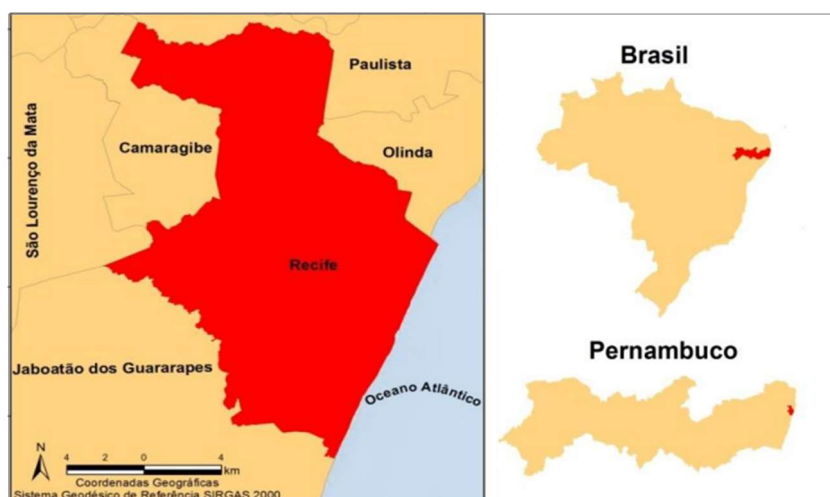 São Lourenço da Mata
Paulista
Camaragibe
Olinda
Recife
Jaboatão dos Guararapes
Oceano Atlântico
N
4 2 0 4
km
Coordenadas Geográficas
Sistema Geodésico de Referência SIRGAS 2000
Brasil
Pernambuco